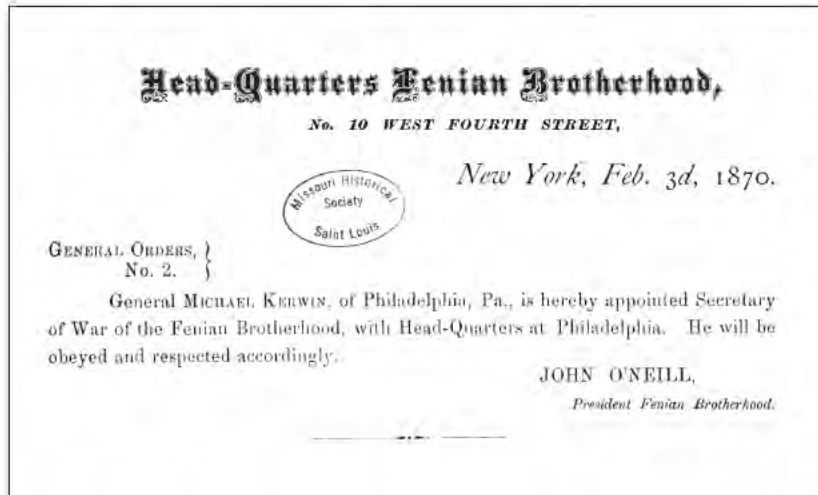 Head-Quarters Fenian Brotherhood,
No. 10 WEST FOURTH STREET,
New York, Feb. 3d, 1870.
Missouri Historical
Society
Saint Louis
GENERAL ORDERS, }
No. 2. }
General MICHAEL KERWIN, of Philadelphia, Pa., is hereby appointed Secretary
of War of the Fenian Brotherhood, with Head-Quarters at Philadelphia. He will be
obeyed and respected accordingly.
JOHN O'NEILL,
President Fenian Brotherhood.